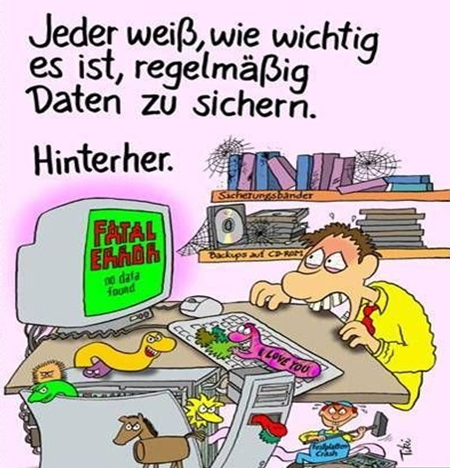 Jeder weiß, wie wichtig
es ist, regelmäßig
Daten zu sichern.
Hinterher.
Sicherungsbänder
Backups auf CD-ROM
FATAL
ERROR
no data
found
I LOVE YOU!
Festplatten-
Crash
Tiki